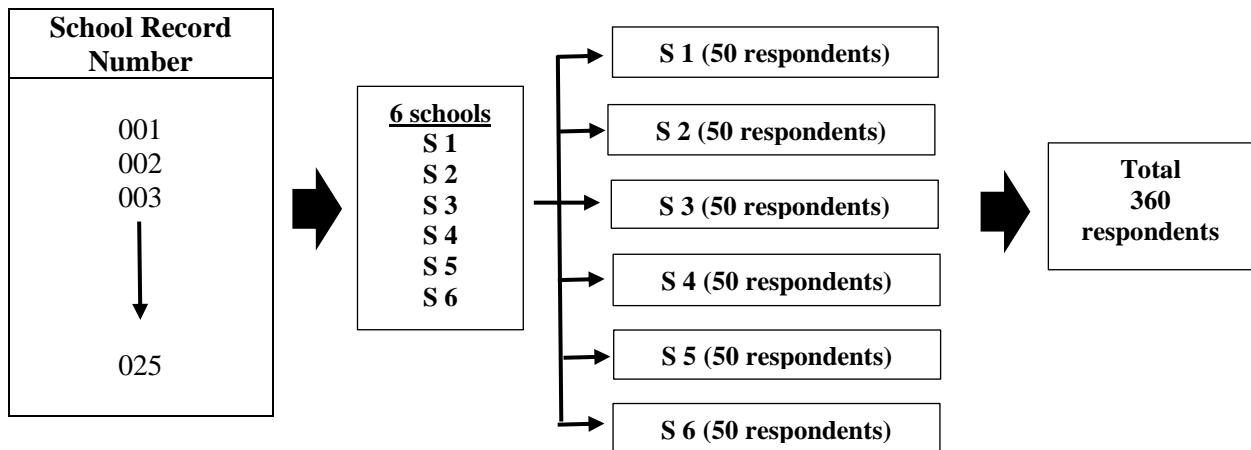 School Record
Number
001
002
003
025
6 schools
S 1
S 2
S 3
S 4
S 5
S 6
S 1 (50 respondents)
S 2 (50 respondents)
S 3 (50 respondents)
S 4 (50 respondents)
S 5 (50 respondents)
S 6 (50 respondents)
Total
360
respondents